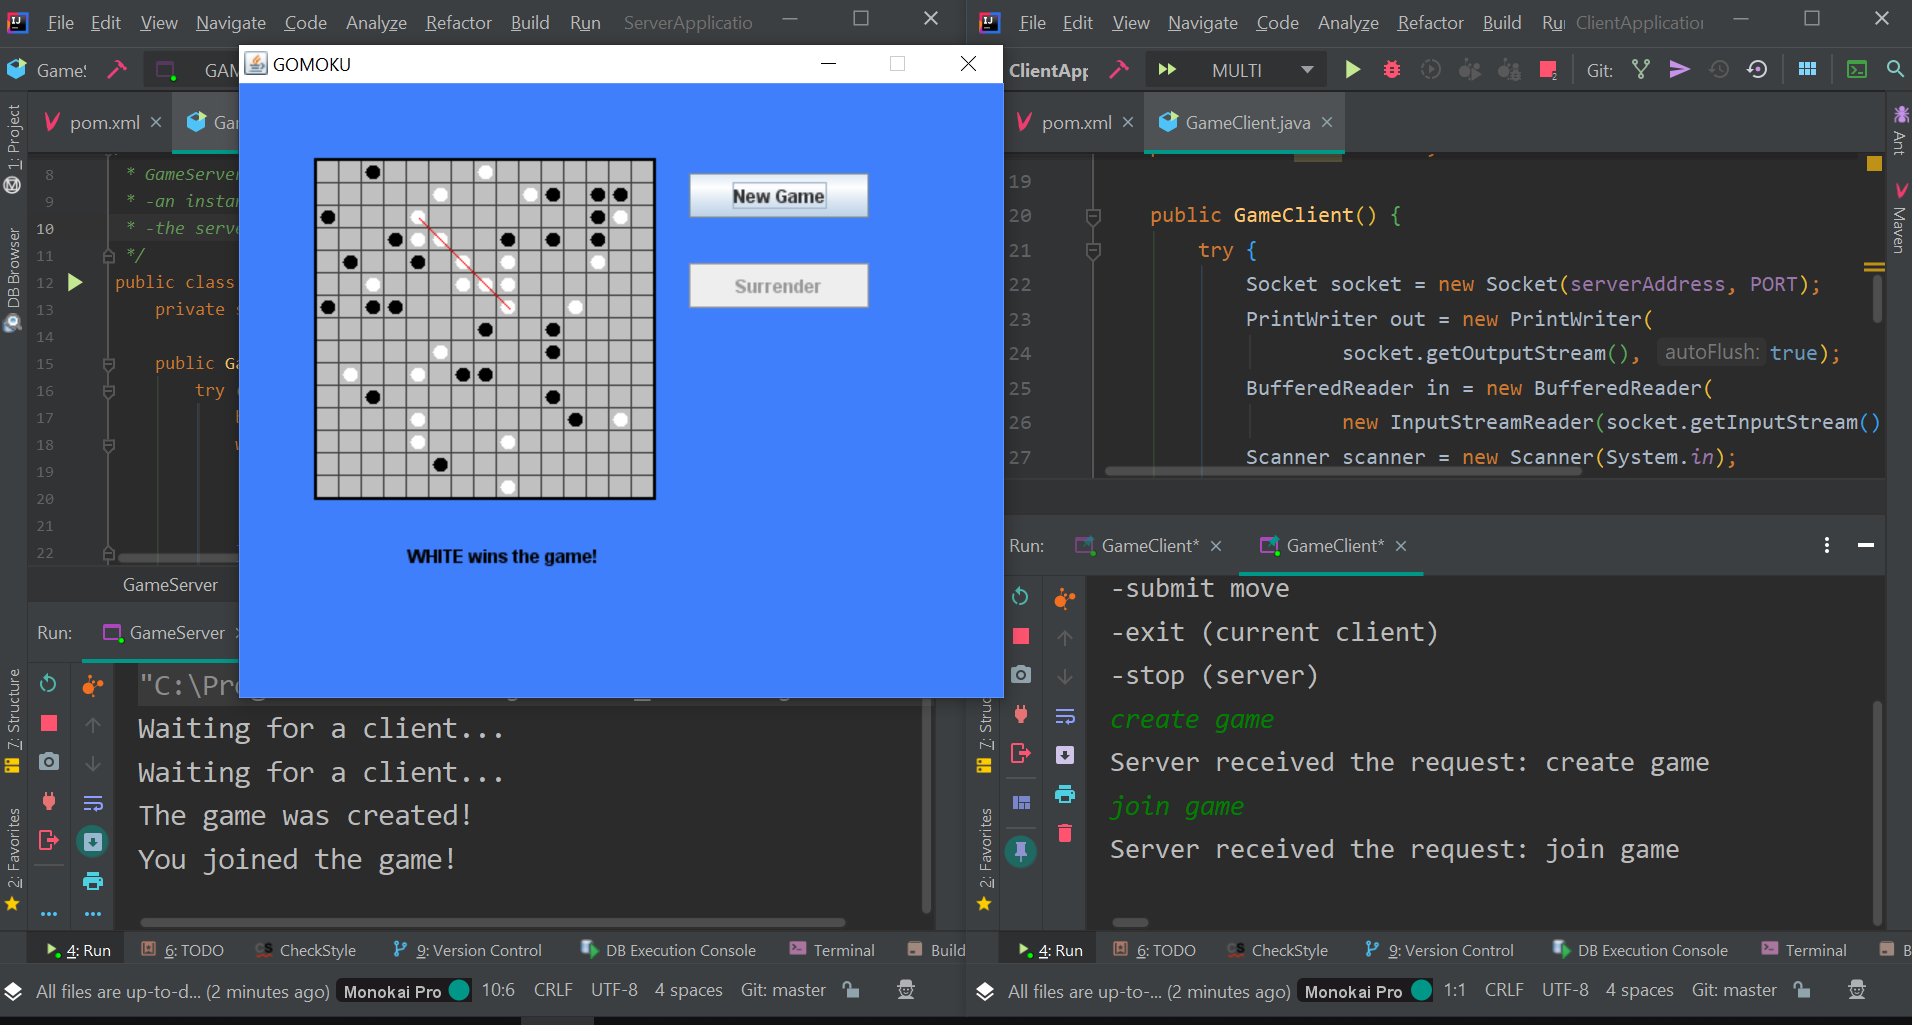 File Edit View Navigate Code Analyze Refactor Build Run ServerApplicatio
pom.xml
1: Project
DB Browser
7: Structure
2: Favorites
8 * GameServer
9 * -an instan
10 * -the serve
11 */
12 public class
13 private s
14
15 public Ga
16 try
17
18
19
20
21
22
GameServer
Run: GameServer
"C:\Pro
Waiting for a client...
Waiting for a client...
The game was created!
You joined the game!
4: Run 6: TODO CheckStyle 9: Version Control DB Execution Console Terminal Build
All files are up-to-d... (2 minutes ago) Monokai Pro 10:6 CRLF UTF-8 4 spaces Git: master
GOMOKU
New Game
Surrender
WHITE wins the game!
File Edit View Navigate Code Analyze Refactor Build Ru ClientApplication
ClientApp MULTI Git:
pom.xml GameClient.java
Ant
Maven
19
20 public GameClient() {
21 try {
22 Socket socket = new Socket(serverAddress, PORT);
23 PrintWriter out = new PrintWriter(
24 socket.getOutputStream(), autoFlush: true);
25 BufferedReader in = new BufferedReader(
26 new InputStreamReader(socket.getInputStream()
27 Scanner scanner = new Scanner(System.in);
Run: GameClient* GameClient*
-submit move
-exit (current client)
-stop (server)
create game
Server received the request: create game
join game
Server received the request: join game
7: Struc
2: Favorites
4: Run 6: TODO CheckStyle 9: Version Control DB Execution Console Terminal B
All files are up-to-... (2 minutes ago) Monokai Pro 1:1 CRLF UTF-8 4 spaces Git: master